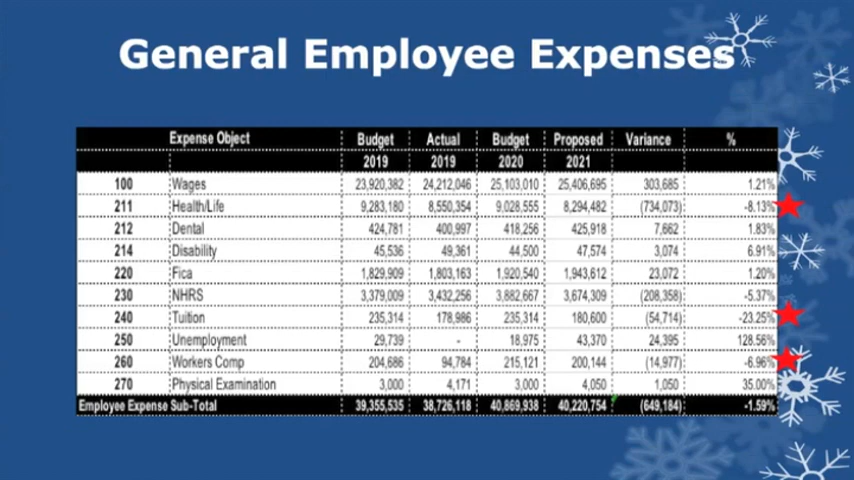 General Employee Expenses
Expense Object Budget Actual Budget Proposed Variance %
2019 2019 2020 2021
100 Wages 23,920,382 24,212,046 25,103,010 25,406,695 303,685 1.21%
211 Health/Life 9,283,180 8,550,354 9,028,555 8,294,482 (734,073) -8.13%
212 Dental 424,781 400,997 418,256 425,918 7,662 1.83%
214 Disability 45,536 49,361 44,500 47,574 3,074 6.91%
220 Fica 1,829,909 1,803,163 1,920,540 1,943,612 23,072 1.20%
230 NHRS 3,379,009 3,432,256 3,882,667 3,674,309 (208,358) -5.37%
240 Tuition 235,314 178,986 235,314 180,600 (54,714) -23.25%
250 Unemployment 29,739 - 18,975 43,370 24,395 128.56%
260 Workers Comp 204,686 94,784 215,121 200,144 (14,977) -6.96%
270 Physical Examination 3,000 4,171 3,000 4,050 1,050 35.00%
Employee Expense Sub-Total 39,355,535 38,726,118 40,869,938 40,220,754 (649,184) -1.59%